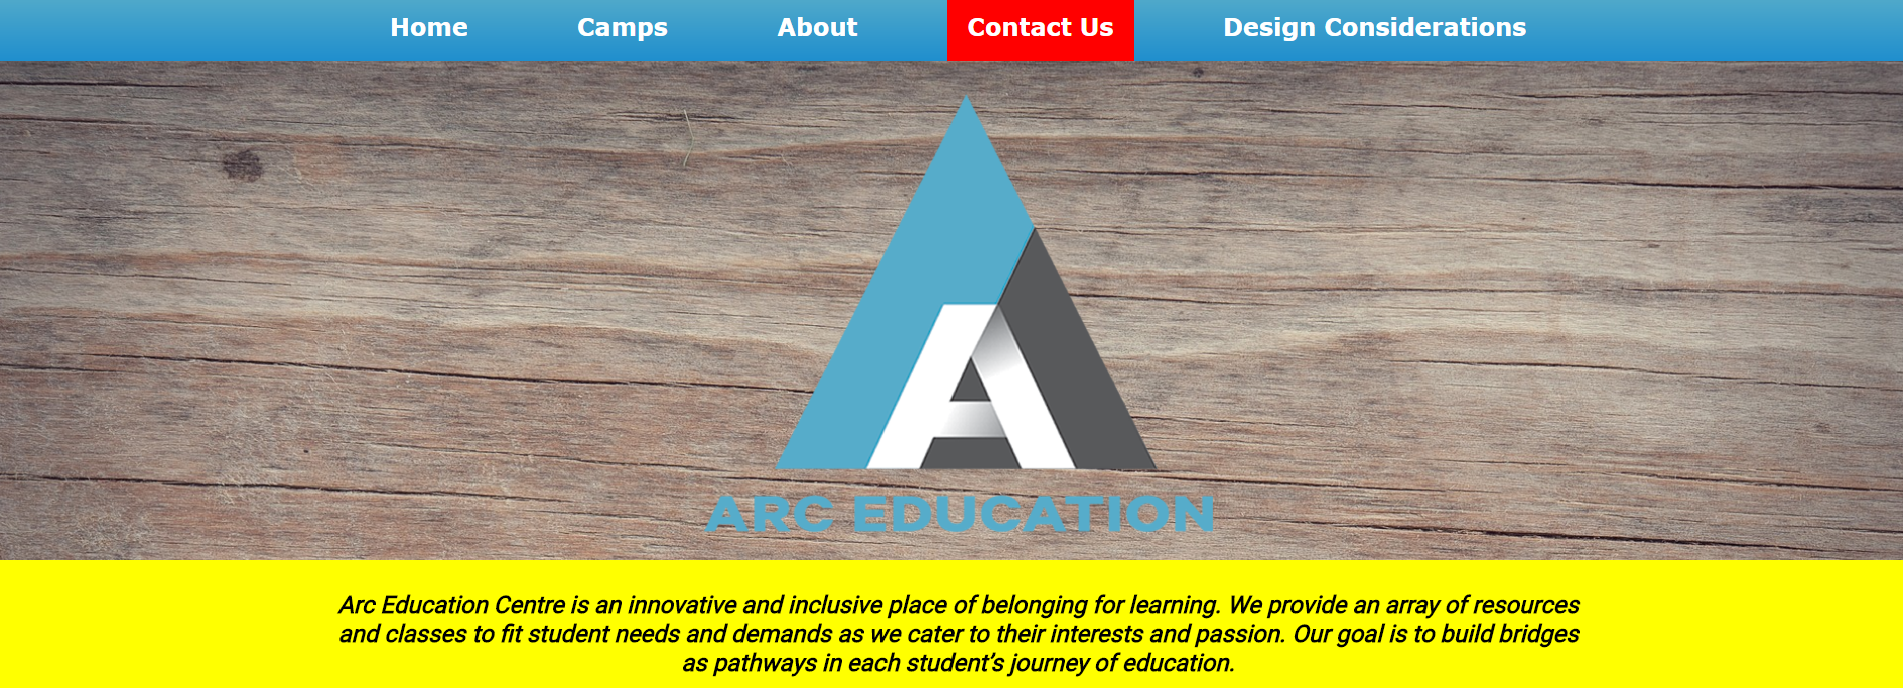 Home Camps About Contact Us Design Considerations
A
ARC EDUCATION
Arc Education Centre is an innovative and inclusive place of belonging for learning. We provide an array of resources
and classes to fit student needs and demands as we cater to their interests and passion. Our goal is to build bridges
as pathways in each student’s journey of education.